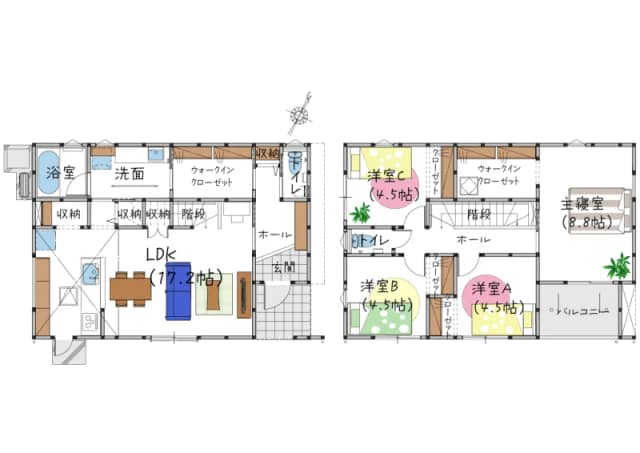 浴室
洗面
ウォークイン
クローゼット
収納
トイレ
収納
収納
収納
階段
ホール
LDK
(17.2帖)
玄関
洋室C
(4.5帖)
クローゼット
ウォークイン
クローゼット
主寝室
(8.8帖)
階段
トイレ
ホール
洋室B
(4.5帖)
クローゼット
クローゼット
洋室A
(4.5帖)
バルコニー